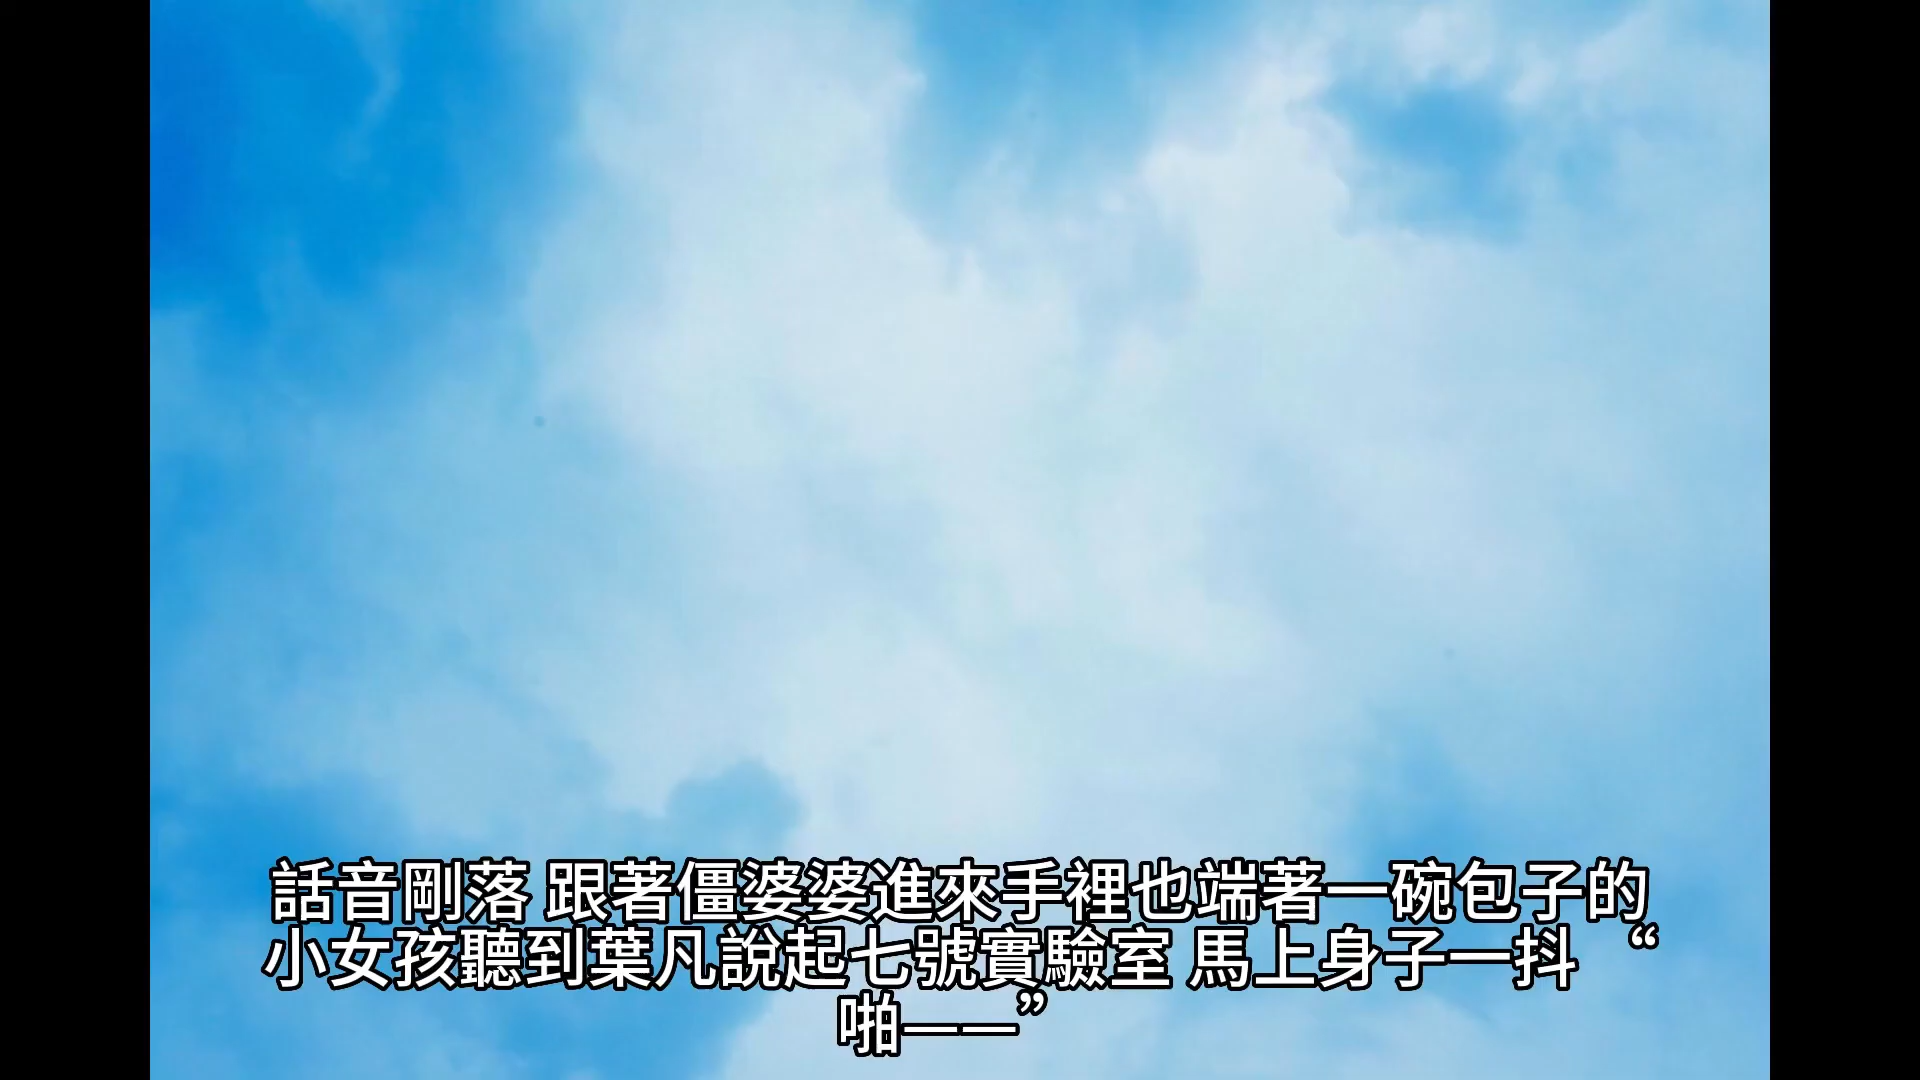 話音剛落 跟著僵婆婆進來手裡也端著一碗包子的
小女孩聽到葉凡說起七號實驗室 馬上身子一抖 “
啪——”